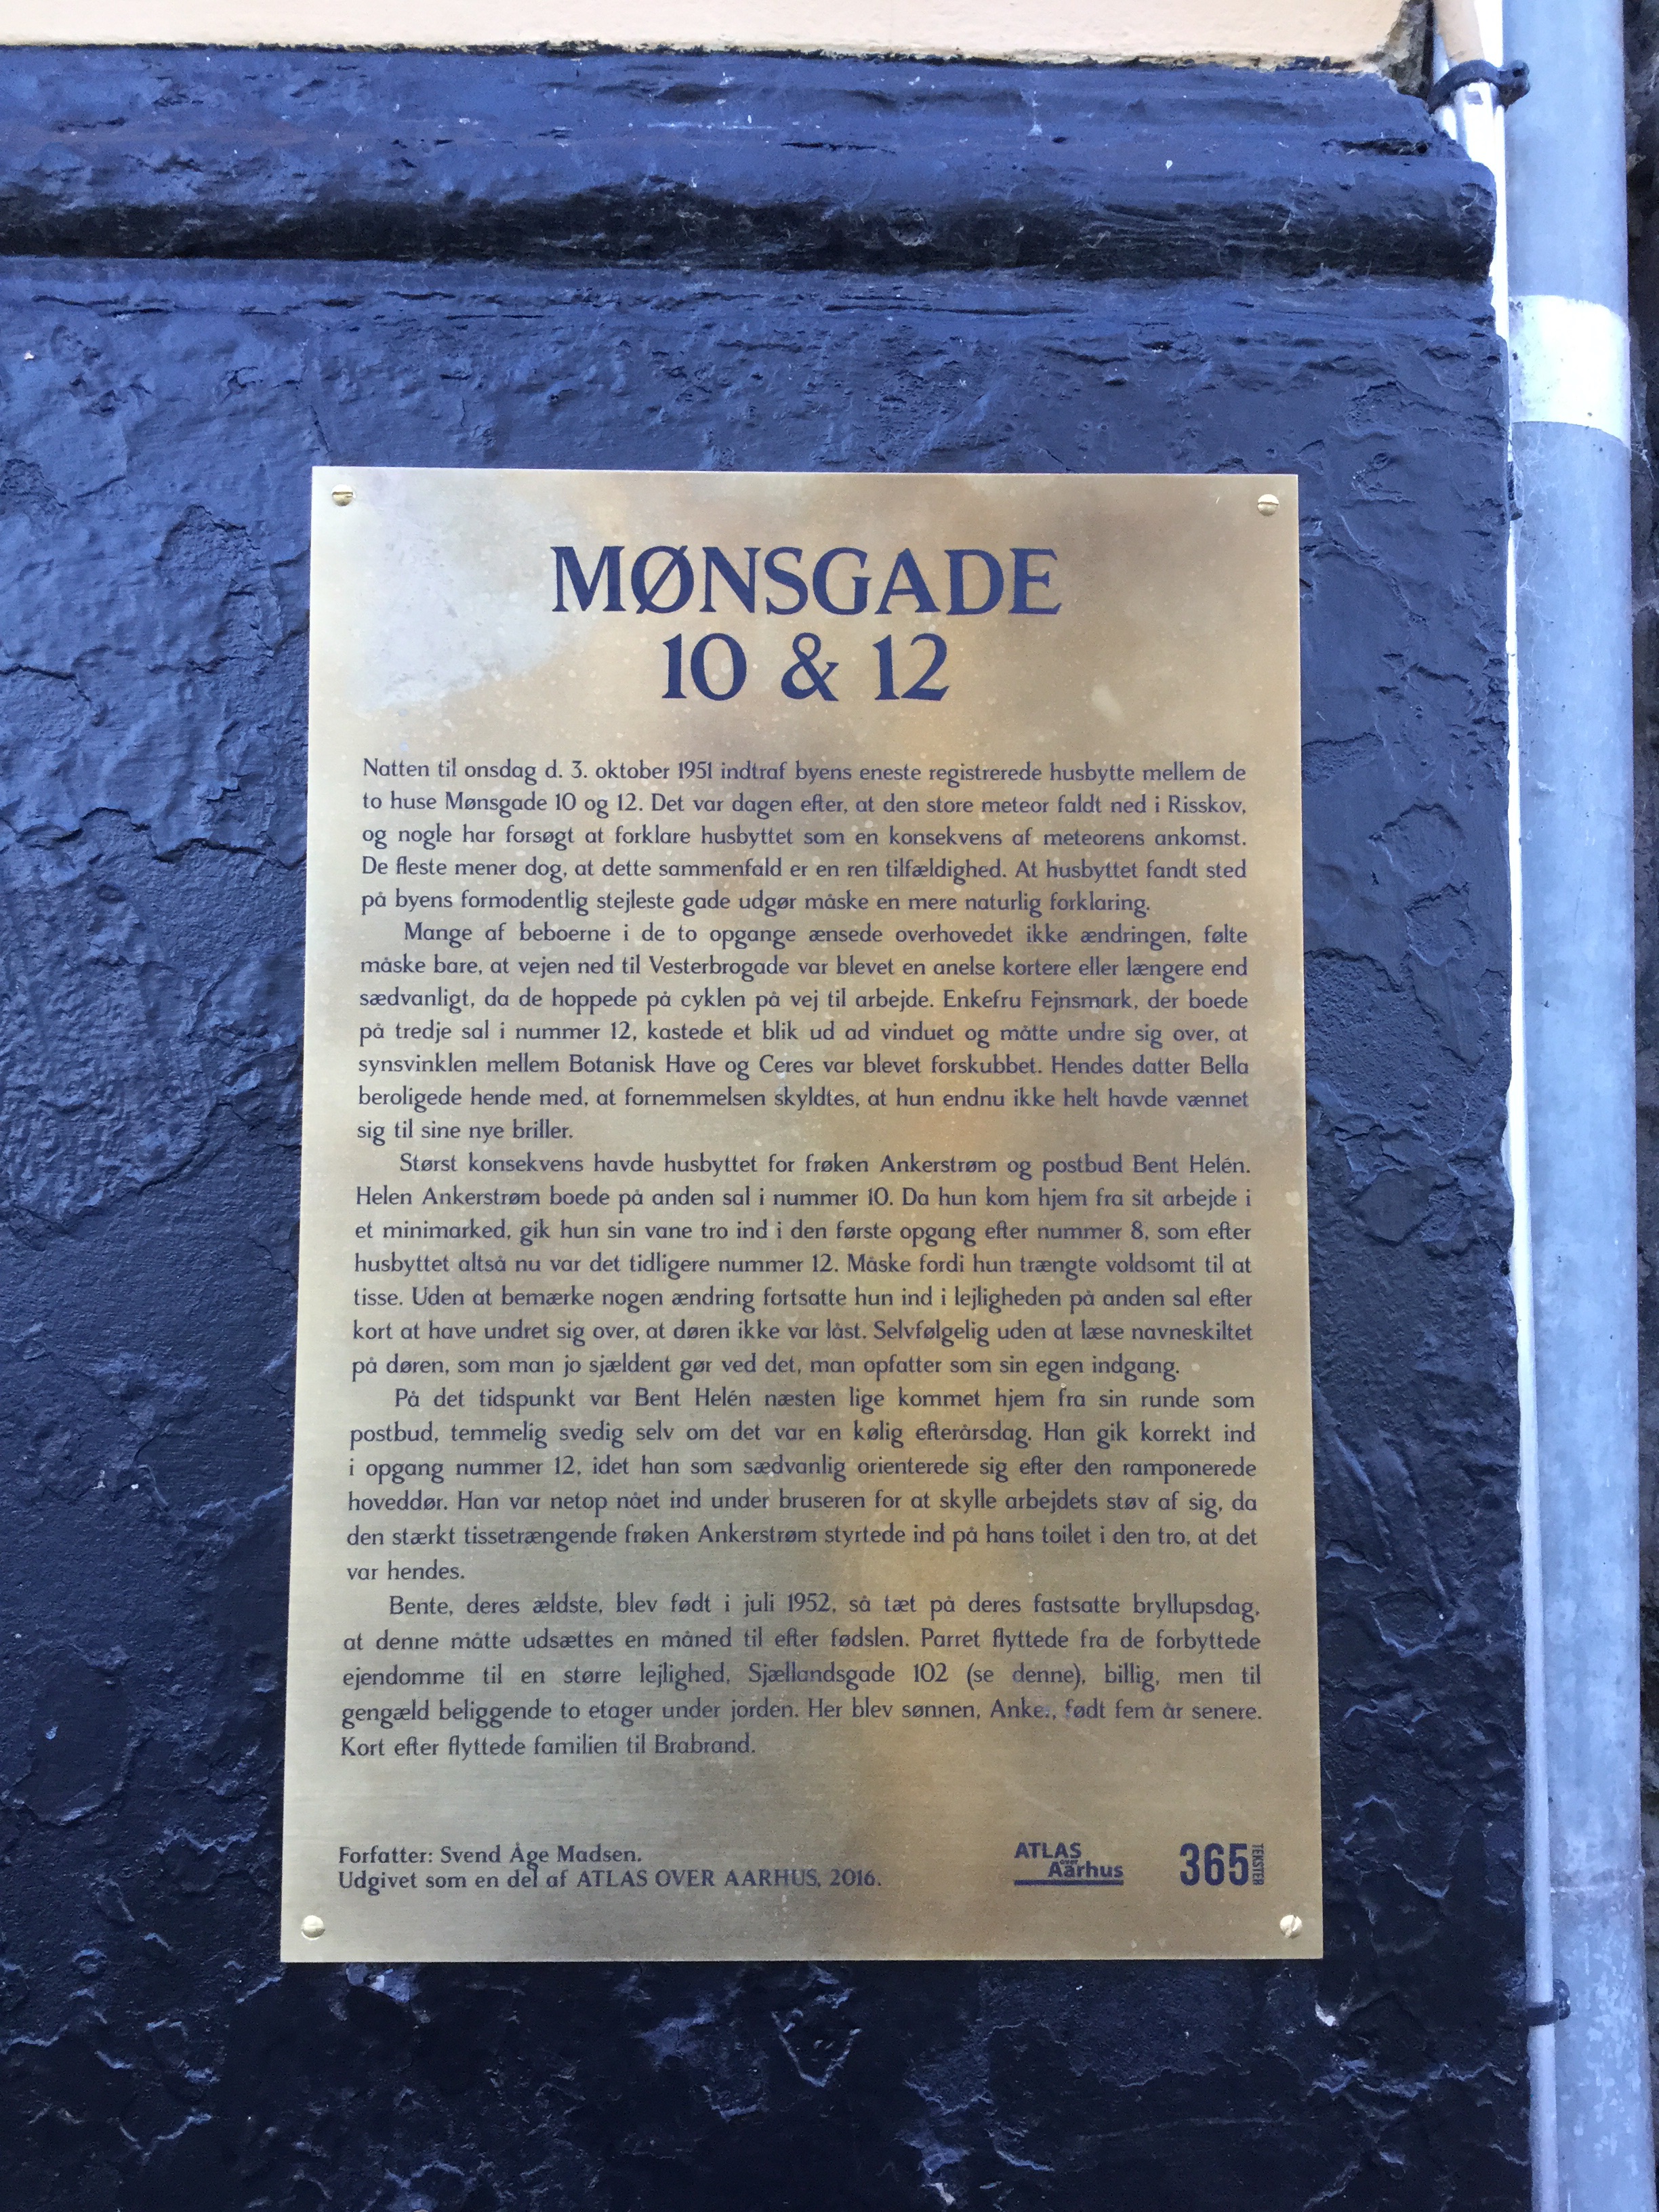 MØNSGADE
10 & 12
Natten til onsdag d. 3. oktober 1951 indtraf byens eneste registrerede husbytte mellem de
to huse Mønsgade 10 og 12. Det var dagen efter, at den store meteor faldt ned i Risskov,
og nogle har forsøgt at forklare husbyttet som en konsekvens af meteorens ankomst.
De fleste mener dog, at dette sammenfald er en ren tilfældighed. At husbyttet fandt sted
på byens formodentlig stejleste gade udgør måske en mere naturlig forklaring.
Mange af beboerne i de to opgange ænsede overhovedet ikke ændringen, følte
måske bare, at vejen ned til Vesterbrogade var blevet en anelse kortere eller længere end
sædvanligt, da de hoppede på cyklen på vej til arbejde. Enkefru Fejnsmark, der boede
på tredje sal i nummer 12, kastede et blik ud ad vinduet og måtte undre sig over, at
synsvinklen mellem Botanisk Have og Ceres var blevet forskubbet. Hendes datter Bella
beroligede hende med, at fornemmelsen skyldtes, at hun endnu ikke helt havde vænnet
sig til sine nye briller.
Størst konsekvens havde husbyttet for frøken Ankerstrøm og postbud Bent Helén.
Helen Ankerstrøm boede på anden sal i nummer 10. Da hun kom hjem fra sit arbejde i
et minimarked, gik hun sin vane tro ind i den første opgang efter nummer 8, som efter
husbyttet altså nu var det tidligere nummer 12. Måske fordi hun trængte voldsomt til at
tisse. Uden at bemærke nogen ændring fortsatte hun ind i lejligheden på anden sal efter
kort at have undret sig over, at døren ikke var låst. Selvfølgelig uden at læse navneskiltet
på døren, som man jo sjældent gør ved det, man opfatter som sin egen indgang.
På det tidspunkt var Bent Helén næsten lige kommet hjem fra sin runde som
postbud, temmelig svedig selv om det var en kølig efterårsdag. Han gik korrekt ind
i opgang nummer 12, idet han som sædvanlig orienterede sig efter den ramponerede
hoveddør. Han var netop nået ind under bruseren for at skylle arbejdets støv af sig, da
den stærkt tissetrængende frøken Ankerstrøm styrtede ind på hans toilet i den tro, at det
var hendes.
Bente, deres ældste, blev født i juli 1952, så tæt på deres fastsatte bryllupsdag,
at denne måtte udsættes en måned til efter fødslen. Parret flyttede fra de forbyttede
ejendomme til en større lejlighed, Sjællandsgade 102 (se denne), billig, men til
gengæld beliggende to etager under jorden. Her blev sønnen, født fem år senere.
Kort efter flyttede familien til Brabrand.
Forfatter: Svend Åge Madsen.
Udgivet som en del af ATLAS OVER AARHUS, 2016.
ATLAS
over
Aarhus
365 TEKSTER